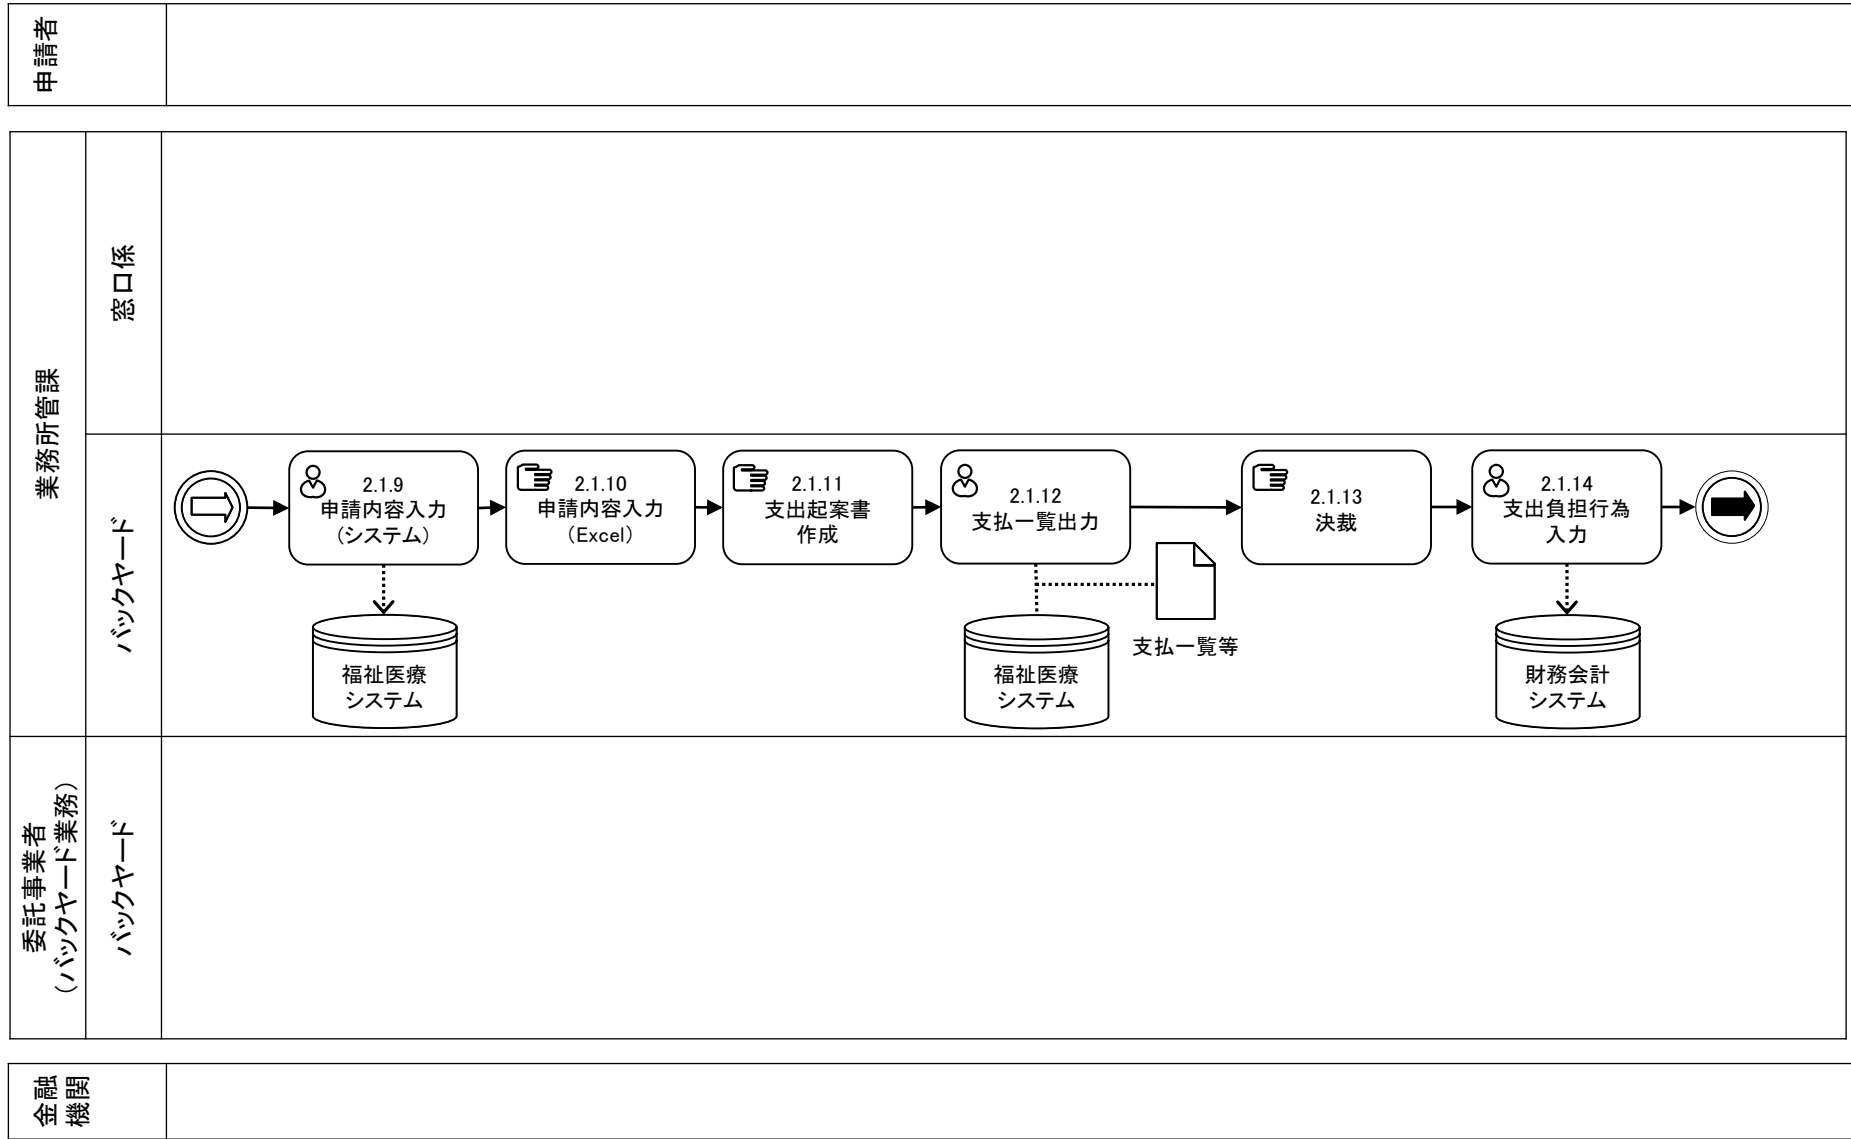 申請者
業務所管課
窓口係
バックヤード
2.1.9
申請内容入力
(システム)
2.1.10
申請内容入力
(Excel)
2.1.11
支出起案書
作成
2.1.12
支払一覧出力
2.1.13
決裁
2.1.14
支出負担行為
入力
福祉医療
システム
福祉医療
システム
支払一覧等
財務会計
システム
委託事業者
(バックヤード業務)
バックヤード
金融
機関